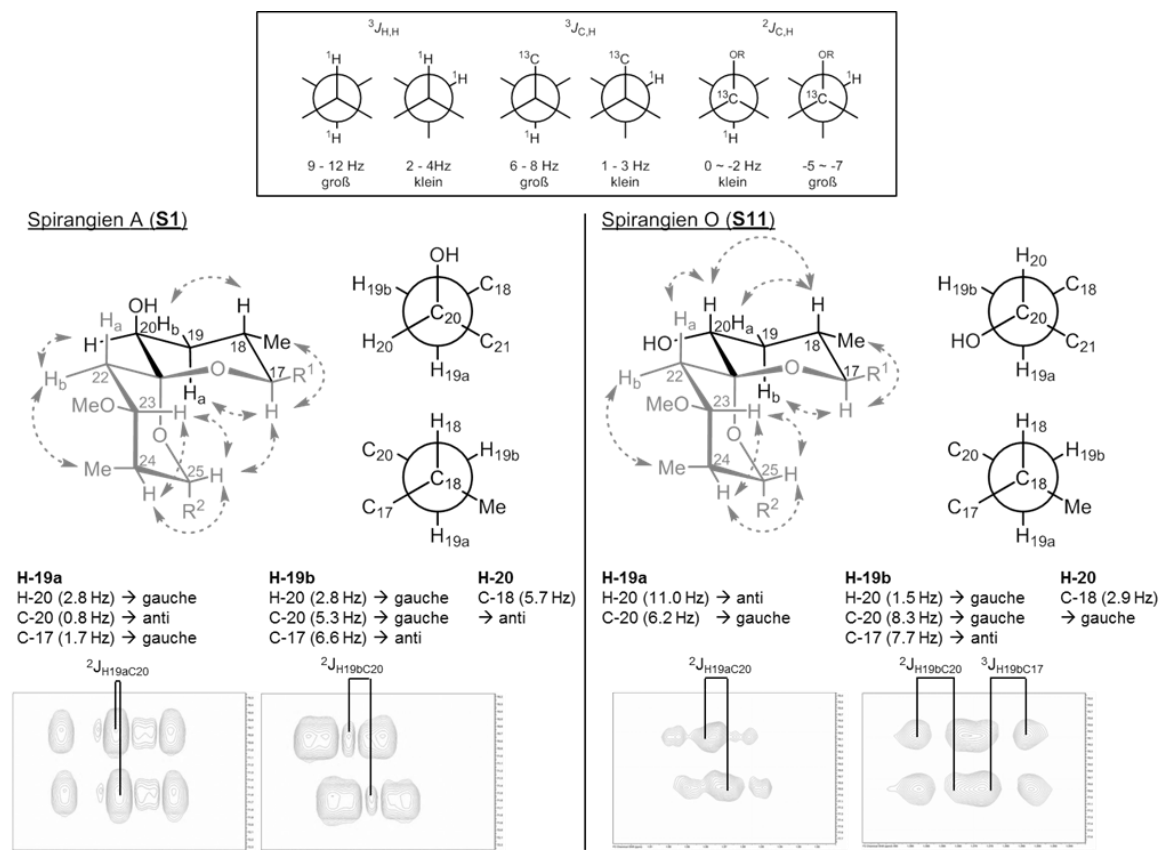 ³J_H,H ³J_C,H ²J_C,H
¹H ¹H ¹³C ¹³C OR OR
¹H ¹H ¹³C ¹³C ¹H
¹H ¹H ¹H
9 - 12 Hz 2 - 4Hz 6 - 8 Hz 1 - 3 Hz 0 ~ -2 Hz -5 ~ -7
groß klein groß klein klein groß
Spirangien A (S1)
OH
H_a
20 H_b 19
H
H
18 Me
H_b 22
O
17 R¹
H_a
MeO 23 H
H
O
Me 24 25
H
H
R²
OH
H_19b C_18
C_20
H_20 C_21
H_19a
H_18
C_20 H_19b
C_18
C_17 Me
H_19a
H-19a
H-20 (2.8 Hz) → gauche
C-20 (0.8 Hz) → anti
C-17 (1.7 Hz) → gauche
H-19b
H-20 (2.8 Hz) → gauche
C-20 (5.3 Hz) → gauche
C-17 (6.6 Hz) → anti
H-20
C-18 (5.7 Hz)
→ anti
²J_H19aC20
²J_H19bC20
Spirangien O (S11)
H
H
H_a
20 H_a 19
HO
18 Me
H_b 22
O
17 R¹
H_b
MeO 23 H
H
O
Me 24 25
H
H
R²
H_20
H_19b C_18
C_20
HO C_21
H_19a
H_18
C_20 H_19b
C_18
C_17 Me
H_19a
H-19a
H-20 (11.0 Hz) → anti
C-20 (6.2 Hz) → gauche
H-19b
H-20 (1.5 Hz) → gauche
C-20 (8.3 Hz) → gauche
C-17 (7.7 Hz) → anti
H-20
C-18 (2.9 Hz)
→ gauche
²J_H19aC20
²J_H19bC20 ³J_H19bC17